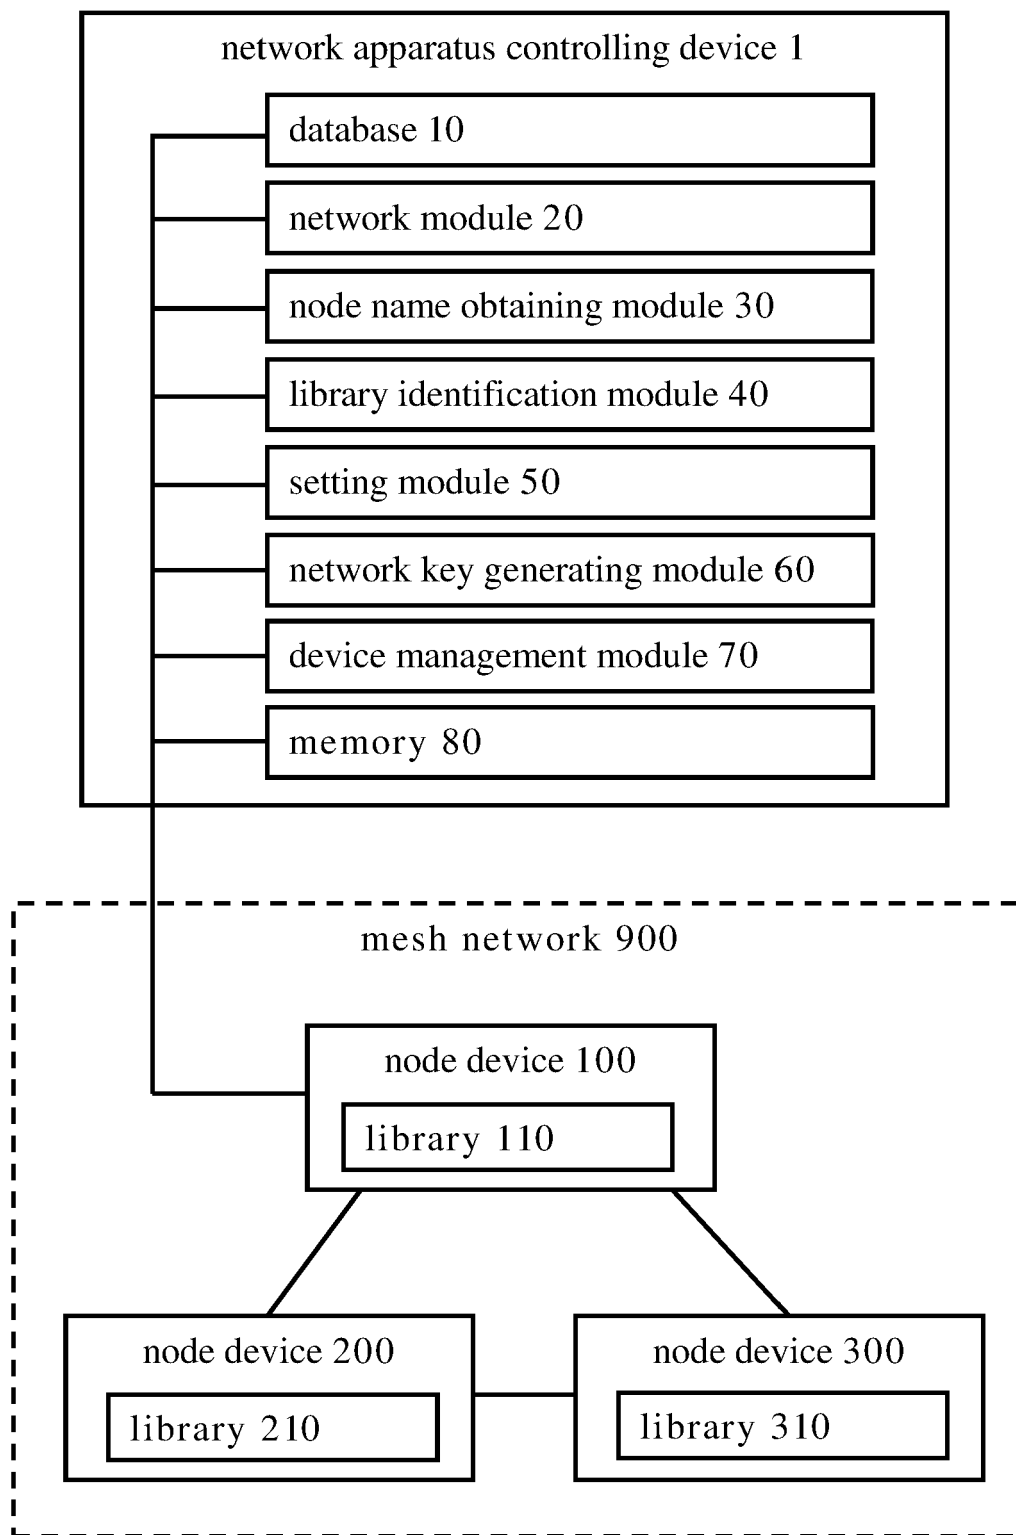 network apparatus controlling device 1
database 10
network module 20
node name obtaining module 30
library identification module 40
setting module 50
network key generating module 60
device management module 70
memory 80
mesh network 900
node device 100
library 110
node device 200
library 210
node device 300
library 310